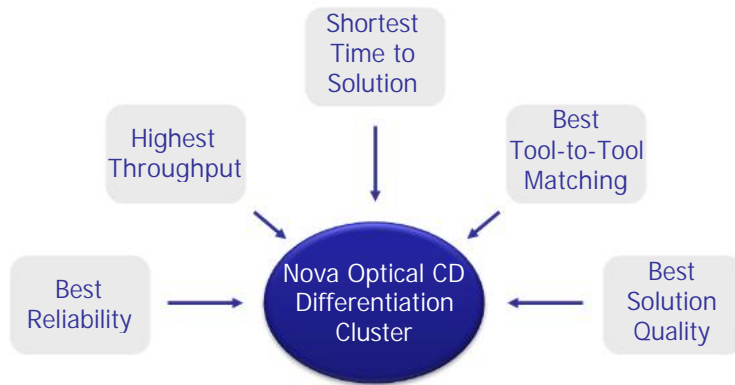 Shortest
Time to
Solution
Highest
Throughput
Best
Tool-to-Tool
Matching
Best
Reliability
Nova Optical CD
Differentiation
Cluster
Best
Solution
Quality